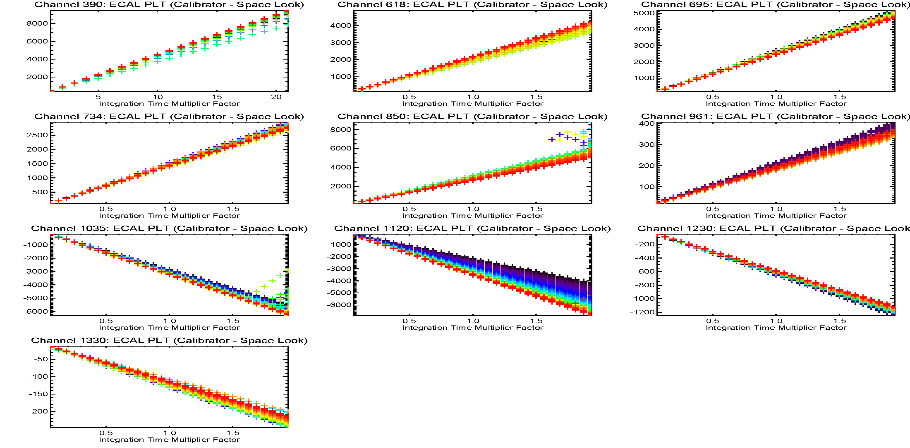 Channel 390: ECAL PLT (Calibrator - Space Look)
8000
6000
4000
2000
5 10 15 20
Integration Time Multiplier Factor
Channel 618: ECAL PLT (Calibrator - Space Look)
4000
3000
2000
1000
0.5 1.0 1.5
Integration Time Multiplier Factor
Channel 695: ECAL PLT (Calibrator - Space Look)
5000
4000
3000
2000
1000
0.5 1.0 1.5
Integration Time Multiplier Factor
Channel 734: ECAL PLT (Calibrator - Space Look)
2500
2000
1500
1000
500
0.5 1.0 1.5
Integration Time Multiplier Factor
Channel 850: ECAL PLT (Calibrator - Space Look)
8000
6000
4000
2000
0.5 1.0 1.5
Integration Time Multiplier Factor
Channel 961: ECAL PLT (Calibrator - Space Look)
400
300
200
100
0.5 1.0 1.5
Integration Time Multiplier Factor
Channel 1035: ECAL PLT (Calibrator - Space Look)
-1000
-2000
-3000
-4000
-5000
-6000
0.5 1.0 1.5
Integration Time Multiplier Factor
Channel 1120: ECAL PLT (Calibrator - Space Look)
0.5 1.0 1.5
Integration Time Multiplier Factor
Channel 1230: ECAL PLT (Calibrator - Space Look)
-200
-400
-600
-800
-1000
-1200
0.5 1.0 1.5
Integration Time Multiplier Factor
Channel 1330: ECAL PLT (Calibrator - Space Look)
-50
-100
-150
-200
0.5 1.0 1.5
Integration Time Multiplier Factor